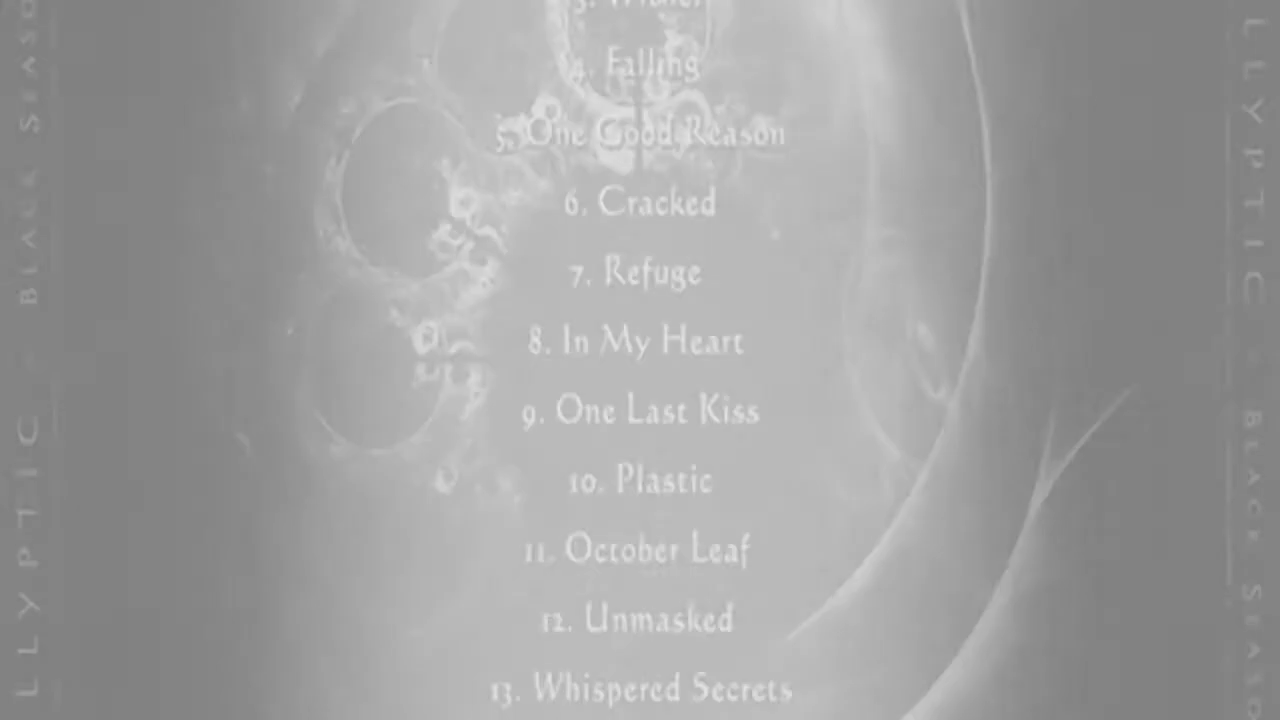 4. Falling
5. One Good Reason
6. Cracked
7. Refuge
8. In My Heart
9. One Last Kiss
10. Plastic
11. October Leaf
12. Unmasked
13. Whispered Secrets
LLYPTIC - BLACK SEASO
LLYPTIC - BLACK SEASO